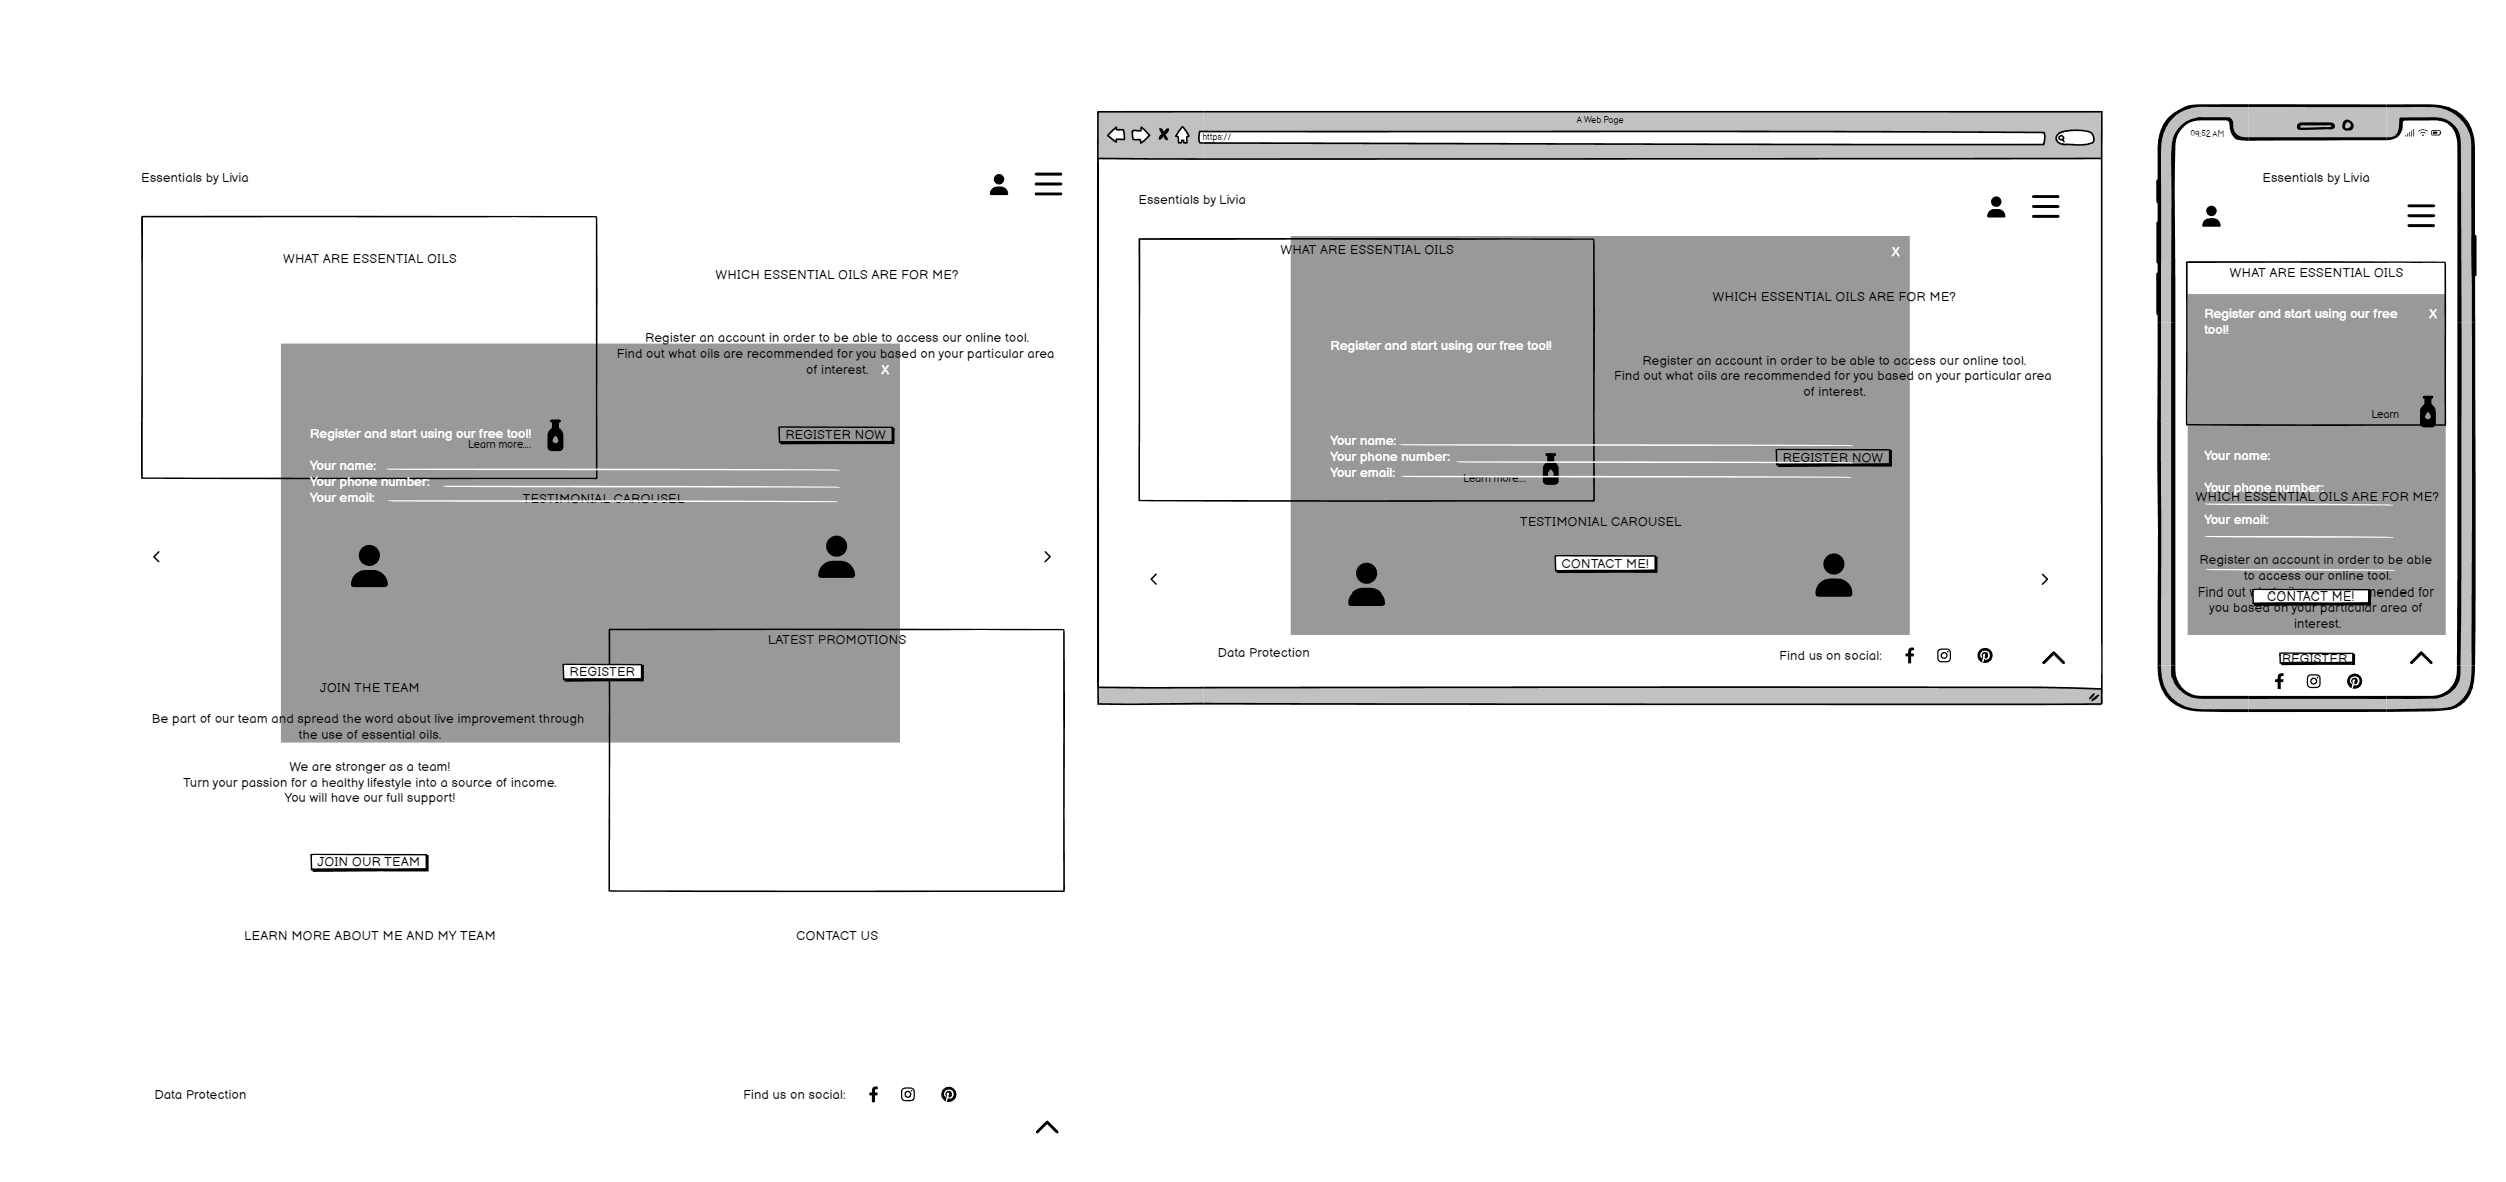 Essentials by Livia
WHAT ARE ESSENTIAL OILS
WHICH ESSENTIAL OILS ARE FOR ME?
Register an account in order to be able to access our online tool.
Find out what oils are recommended for you based on your particular area
of interest.
X
Register and start using our free tool!
Learn more....
REGISTER NOW
Your name:
Your phone number:
Your email:
TESTIMONIAL CAROUSEL
LATEST PROMOTIONS
REGISTER
JOIN THE TEAM
Be part of our team and spread the word about live improvement through
the use of essential oils.
We are stronger as a team!
Turn your passion for a healthy lifestyle into a source of income.
You will have our full support!
JOIN OUR TEAM
LEARN MORE ABOUT ME AND MY TEAM
CONTACT US
Data Protection
Find us on social:
A Web Page
https://
Essentials by Livia
WHAT ARE ESSENTIAL OILS
X
WHICH ESSENTIAL OILS ARE FOR ME?
Register and start using our free tool!
Register an account in order to be able to access our online tool.
Find out what oils are recommended for you based on your particular area
of interest.
Your name:
Your phone number:
Your email:
REGISTER NOW
Learn more....
TESTIMONIAL CAROUSEL
CONTACT ME!
Data Protection
Find us on social:
09:52 AM
Essentials by Livia
WHAT ARE ESSENTIAL OILS
Register and start using our free
tool!
X
Learn
Your name:
Your phone number:
WHICH ESSENTIAL OILS ARE FOR ME?
Your email:
Register an account in order to be able
to access our online tool.
Find out
CONTACT ME!
for
you based on your particular area of
interest.
REGISTER